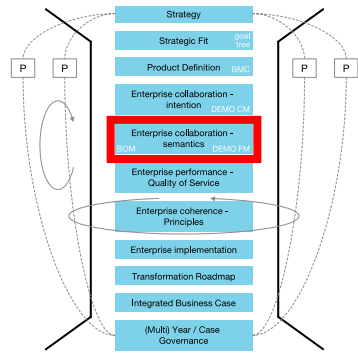 Strategy
Strategic Fit
goal
tree
P
P
Product Definition
BMC
P
P
Enterprise collaboration -
intention
DEMO CM
Enterprise collaboration -
semantics
BOM
DEMO FM
Enterprise performance -
Quality of Service
Enterprise coherence -
Principles
Enterprise implementation
Transformation Roadmap
Integrated Business Case
(Multi) Year / Case
Governance